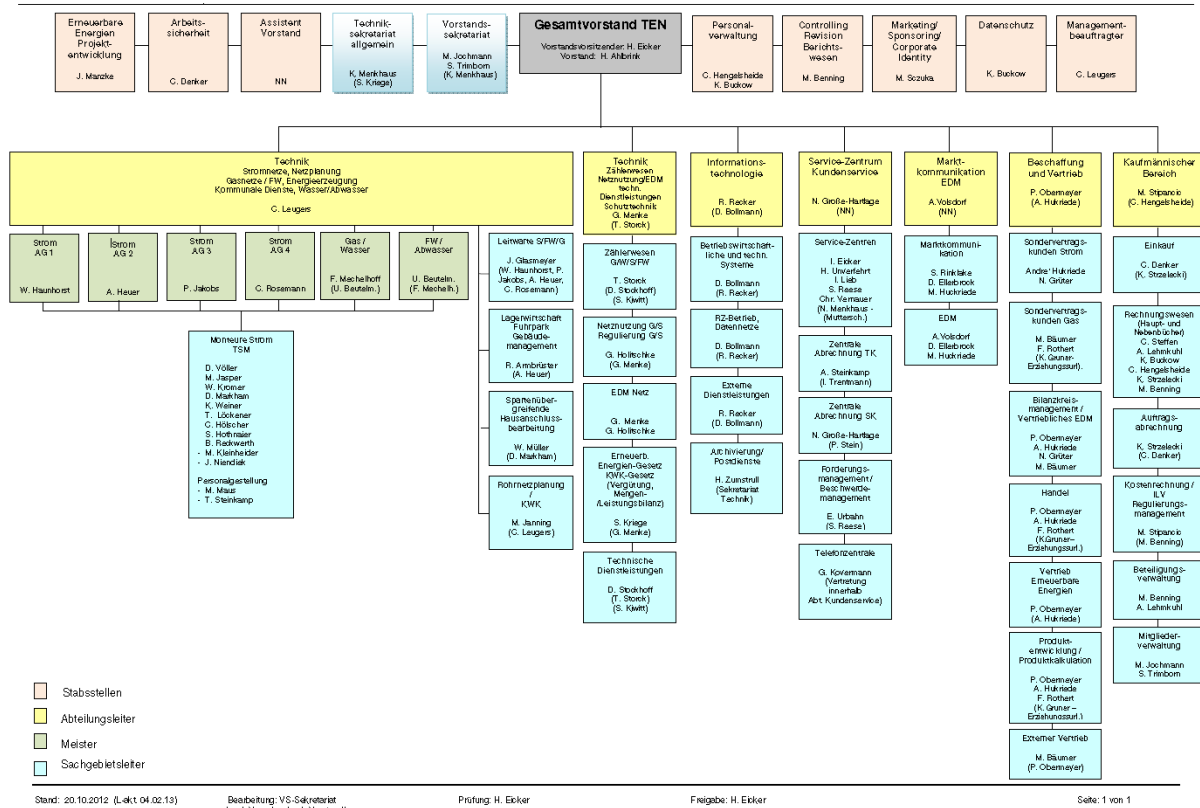 Erneuerbare
Energien
Projekt-
entwicklung
J. Manzke
Arbeits-
sicherheit
C. Denker
Assistent
Vorstand
NN
Technik-
sekretariat
allgemein
K. Menkhaus
(S. Kriege)
Vorstands-
sekretariat
M. Jochmann
S. Trimborn
(K. Menkhaus)
Gesamtvorstand TEN
Vorstandsvorsitzender: H. Eicker
Vorstand: H. Ahlbrink
Personal-
verwaltung
C. Hengelsheide
K. Buckow
Controlling
Revision
Berichts-
wesen
M. Benning
Marketing/
Sponsoring/
Corporate
Identity
M. Sczuka
Datenschutz
K. Buckow
Management-
beauftragter
C. Leugers
Technik
Stromnetze, Netzplanung
Gasnetze / FW, Energieerzeugung
Kommunale Dienste, Wasser/Abwasser
C. Leugers
Technik
Zählerwesen
Netznutzung/EDM
techn.
Dienstleistungen
Schutztechnik
G. Menke
(T. Storck)
Informations-
technologie
R. Recker
(D. Bollmann)
Service-Zentrum
Kundenservice
N. Große-Hartlage
(NN)
Markt-
kommunikation
EDM
A.Volsdorf
(NN)
Beschaffung
und Vertrieb
P. Obermeyer
(A. Hukriede)
Kaufmännischer
Bereich
M. Stipancic
(C. Hengelsheide)
Strom
AG 1
W. Haunhorst
Strom
AG 2
A. Heuer
Strom
AG 3
P. Jakobs
Strom
AG 4
C. Rosemann
Gas /
Wasser
F. Mechelhoff
(U. Beutelm.)
FW /
Abwasser
U. Beutelm.
(F. Mechelh.)
Monteure Strom
TSM
D. Völler
M. Jasper
W. Kromer
D. Markham
K. Weiner
T. Löckener
C. Hölscher
S. Hothnaier
B. Reckwerth
- M. Kleinheider
- J. Niendiek
Personalgestellung
- M. Maus
- T. Steinkamp
Leitwarte S/FW/G
J. Glasmeyer
(W. Haunhorst, P.
Jakobs, A. Heuer,
C. Rosemann)
Lagerwirtschaft
Fuhrpark
Gebäude-
management
R. Armbrüster
(A. Heuer)
Spartenüber-
greifende
Hausanschluss-
bearbeitung
W. Müller
(D. Markham)
Rohrnetzplanung
/
KWK
M. Janning
(C. Leugers)
Zählerwesen
G/W/S/FW
T. Storck
(D. Stockhoff)
(S. Kiwitt)
Netznutzung G/S
Regulierung G/S
G. Holtschke
(G. Menke)
EDM Netz
G. Menke
G. Holtschke
Erneuerb.
Energien-Gesetz
KWK-Gesetz
(Vergütung,
Mengen-
/Leistungsbilanz)
S. Kriege
(G. Menke)
Technische
Dienstleistungen
D. Stockhoff
(T. Storck)
(S. Kiwitt)
Betriebswirtschaft-
liche und techn.
Systeme
D. Bollmann
(R. Recker)
RZ-Betrieb,
Datennetze
D. Bollmann
(R. Recker)
Externe
Dienstleistungen
R. Recker
(D. Bollmann)
Archivierung/
Postdienste
H. Zumstrull
(Sekretariat
Technik)
Service-Zentren
I. Eicker
H. Unverfehrt
I. Lieb
S. Reese
Chr. Vernauer
(N. Menkhaus -
(Muttersch.)
Zentrale
Abrechnung TK
A. Steinkamp
(I. Trentmann)
Zentrale
Abrechnung SK
N. Große-Hartlage
(P. Stein)
Forderungs-
management /
Beschwerde-
management
E. Urbahn
(S. Reese)
Telefonzentrale
G. Kovermann
(Vertretung
innerhalb
Abt. Kundenservice)
Marktkommuni-
kation
S. Rinklake
D. Ellerbrock
M. Huckriede
EDM
A.Volsdorf
D. Ellerbrock
M. Huckriede
Sondervertrags-
kunden Strom
Andre' Hukriede
N. Grüter
Sondervertrags-
kunden Gas
M. Bäumer
F. Rothert
(K. Gruner-
Erziehungsurl.).
Bilanzkreis-
management /
Vertriebliches EDM
P. Obermeyer
A. Hukriede
N. Grüter
M. Bäumer
Handel
P. Obermeyer
A. Hukriede
F. Rothert
(K.Gruner–
Erziehungsurl.)
Vertrieb
Erneuerbare
Energien
P. Obermeyer
(A. Hukriede)
Produkt-
entwicklung /
Produktkalkulation
P. Obermeyer
A. Hukriede
F. Rothert
(K. Gruner –
Erziehungsurl.)
Externer Vertrieb
M. Bäumer
(P. Obermeyer)
Einkauf
C. Denker
(K. Strzelecki)
Rechnungswesen
(Haupt- und
Nebenbücher)
C. Steffen
A. Lehmkuhl
K. Buckow
C. Hengelsheide
K. Strzelecki
M. Benning
Auftrags-
abrechnung
K. Strzelecki
(C. Denker)
Kostenrechnung /
ILV
Regulierungs-
management
M. Stipancic
(M. Benning)
Beteiligungs-
verwaltung
M. Benning
A. Lehmkuhl
Mitglieder-
verwaltung
M. Jochmann
S. Trimborn
Stabsstellen
Abteilungsleiter
Meister
Sachgebietsleiter
Stand: 20.10.2012 (L-akt. 04.02.13)
Bearbeitung: VS-Sekretariat
Prüfung: H. Eicker
Freigabe: H. Eicker
Seite: 1 von 1